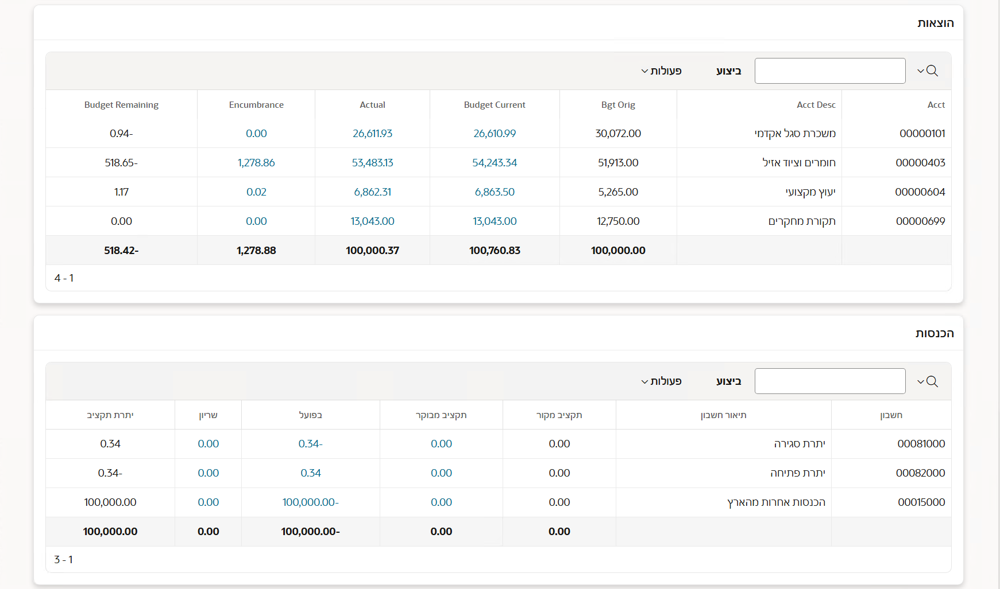 הוצאות
ביצוע פעולות
Acct Acct Desc Bgt Orig Budget Current Actual Encumbrance Budget Remaining
00000101 משכרת סגל אקדמי 30,072.00 26,610.99 26,611.93 0.00 0.94-
00000403 חומרים וציוד אזיל 51,913.00 54,243.34 53,483.13 1,278.86 518.65-
00000604 יעוץ מקצועי 5,265.00 6,863.50 6,862.31 0.02 1.17
00000699 תקורת מחקרים 12,750.00 13,043.00 13,043.00 0.00 0.00
100,000.00 100,760.83 100,000.37 1,278.88 518.42-
4 - 1
הכנסות
ביצוע פעולות
חשבון תיאור חשבון תקציב מקור תקציב מבוקר בפועל שריון יתרת תקציב
00081000 יתרת סגירה 0.00 0.00 0.34- 0.00 0.34
00082000 יתרת פתיחה 0.00 0.00 0.34 0.00 0.34-
00015000 הכנסות אחרות מהארץ 0.00 0.00 100,000.00- 0.00 100,000.00
0.00 0.00 100,000.00- 0.00 100,000.00
3 - 1